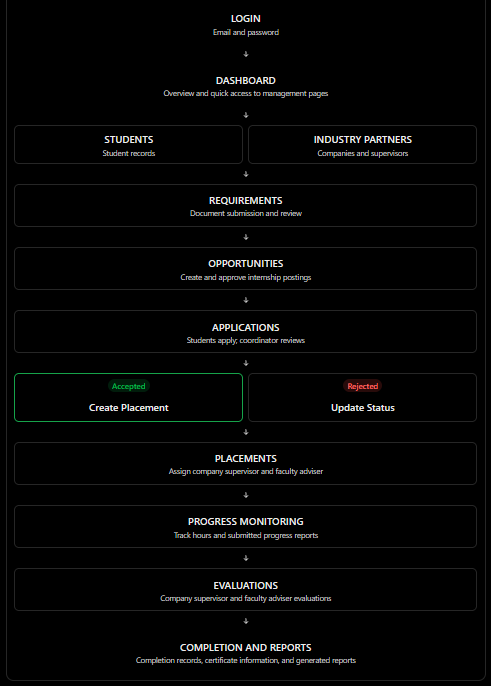 LOGIN
Email and password
↓
DASHBOARD
Overview and quick access to management pages
↓
STUDENTS
Student records
INDUSTRY PARTNERS
Companies and supervisors
↓
REQUIREMENTS
Document submission and review
↓
OPPORTUNITIES
Create and approve internship postings
↓
APPLICATIONS
Students apply; coordinator reviews
↓
Accepted
Create Placement
Rejected
Update Status
↓
PLACEMENTS
Assign company supervisor and faculty adviser
↓
PROGRESS MONITORING
Track hours and submitted progress reports
↓
EVALUATIONS
Company supervisor and faculty adviser evaluations
↓
COMPLETION AND REPORTS
Completion records, certificate information, and generated reports